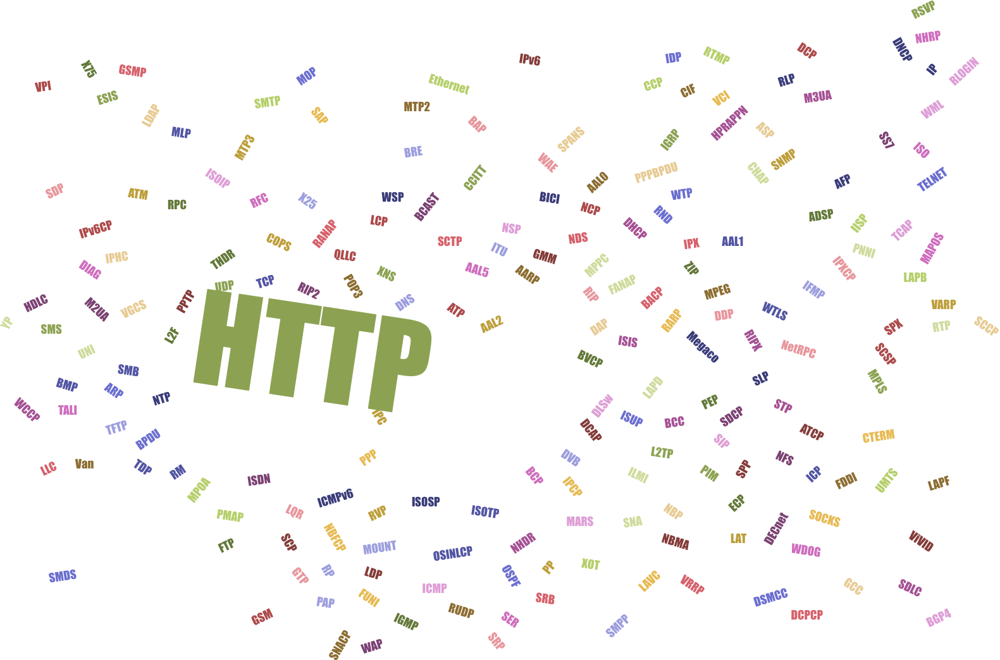 RSVP
NHRP
DNCP
IP
RLOGIN
DCP
RTMP
IDP
IPv6
X75
GSMP
VPI
ESIS
MOP
Ethernet
CCP
CIF
VCI
RLP
M3UA
SMTP
SAP
MTP2
LDAP
MLP
BAP
HPRAPPN
ASP
WML
MTP3
BRE
SPANS
WAE
IGRP
SNMP
SS7
ISO
ISOIP
CCITT
AALO
PPPBPDU
CHAP
AFP
TELNET
SDP
ATM
RPC
RFC
X25
WSP
BCAST
BICI
NCP
WTP
RND
ADSP
IISP
TCAP
IPv6CP
RANAP
LCP
NSP
DHCP
COPS
SCTP
ITU
NDS
IPX
AAL1
PNNI
MAPOS
IPHC
THDR
QLLC
GMM
DIAG
XNS
AAL5
AARP
MPPC
ZIP
IPXCP
LAPB
UDP
TCP
RIP2
POP3
FANAP
RIP
BACP
MPEG
IFMP
HDLC
M2UA
VGCS
PPTP
DNS
ATP
DDP
WTLS
VARP
YP
SMS
L2F
HTTP
AAL2
DAP
RARP
SPX
RTP
SCCP
UNI
ISIS
Megaco
RIPX
NetRPC
SCSP
BVCP
SMB
BMP
ARP
NTP
SLP
MPLS
LAPD
WCCP
TALI
DLSw
PEP
STP
TFTP
IPC
ISUP
BCC
SDCP
BPDU
DCAP
SIP
ATCP
CTERM
LLC
Van
TDP
RM
PPP
DVB
L2TP
NFS
MPOA
ISDN
BCP
IPCP
ILMI
PIM
SPP
ICP
FDDI
UMTS
LAPF
ICMPv6
ISOSP
ISOTP
ECP
PMAP
LQR
RVP
MARS
SNA
NBP
SOCKS
FTP
SCP
NBFCP
MOUNT
OSINLCP
NHDR
NBMA
LAT
DECnet
WDOG
ViVID
SMDS
GTP
RP
LDP
OSPF
PP
XOT
LAVC
VRRP
GCC
SDLC
ICMP
FUNI
PAP
SRB
DSMCC
GSM
IGMP
RUDP
SER
SMPP
DCPCP
BGP4
SNACP
WAP
SRP